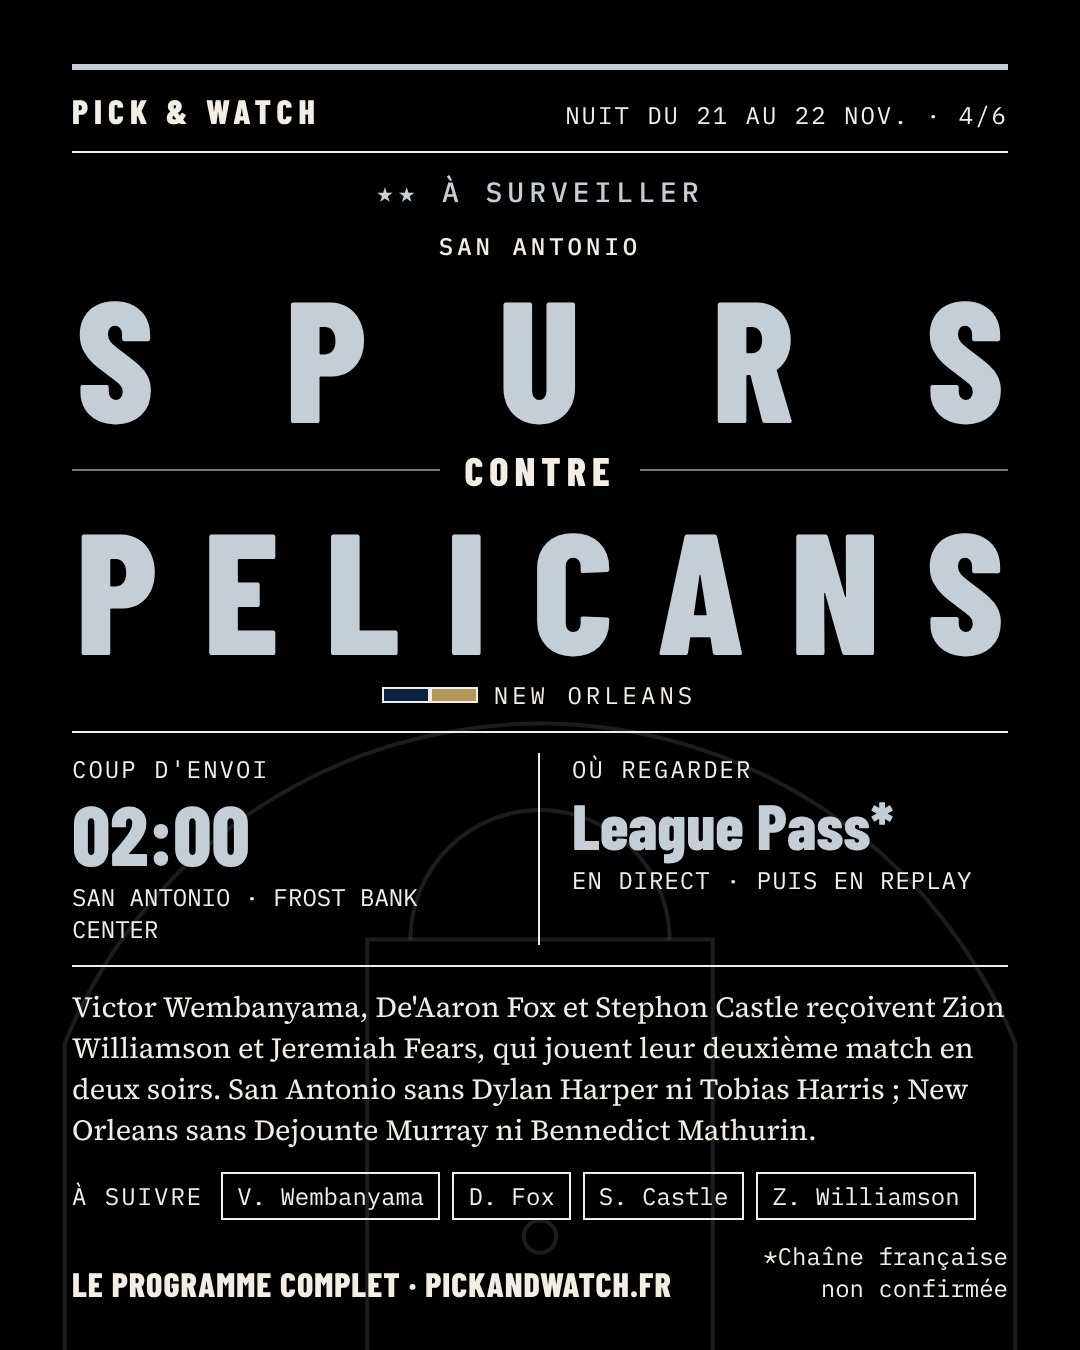 PICK & WATCH
NUIT DU 21 AU 22 NOV. · 4/6
★★ À SURVEILLER
SAN ANTONIO
SPURS
CONTRE
PELICANS
NEW ORLEANS
COUP D'ENVOI
02:00
SAN ANTONIO · FROST BANK
CENTER
OÙ REGARDER
League Pass*
EN DIRECT · PUIS EN REPLAY
Victor Wembanyama, De'Aaron Fox et Stephon Castle reçoivent Zion
Williamson et Jeremiah Fears, qui jouent leur deuxième match en
deux soirs. San Antonio sans Dylan Harper ni Tobias Harris ; New
Orleans sans Dejounte Murray ni Bennedict Mathurin.
À SUIVRE V. Wembanyama D. Fox S. Castle Z. Williamson
LE PROGRAMME COMPLET · PICKANDWATCH.FR
*Chaîne française
non confirmée